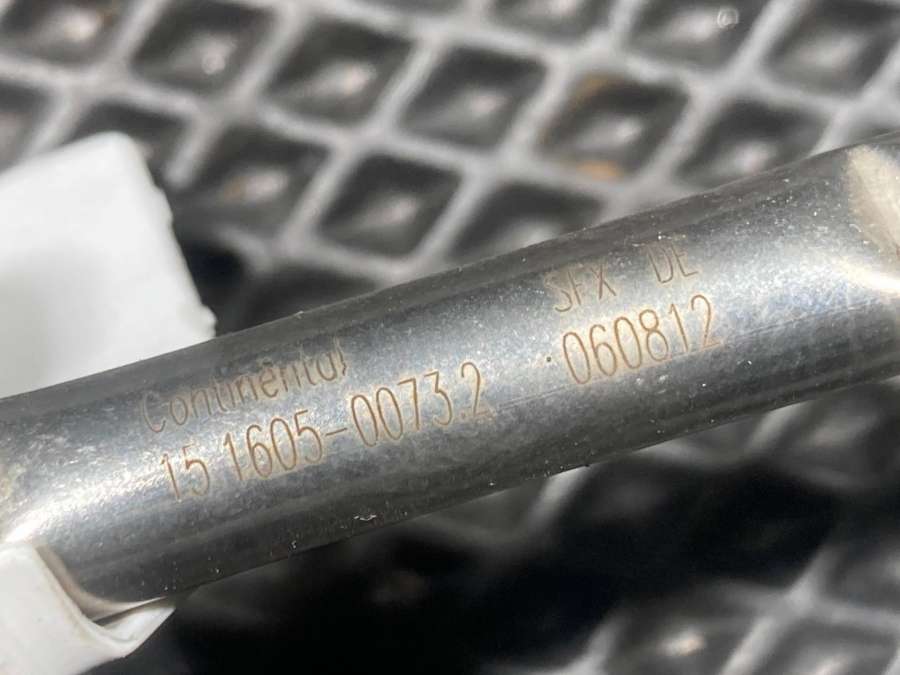 Continental
15.1605-0073.2
SFX DE
060812